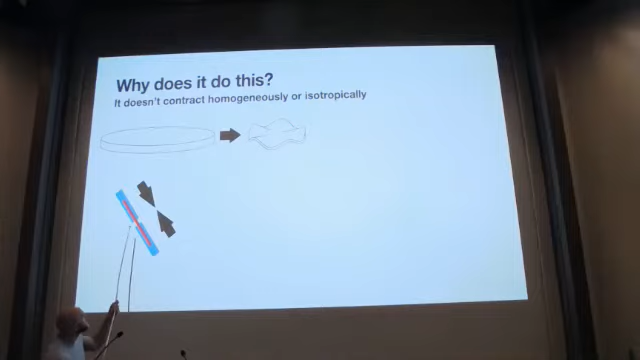 Why does it do this?
It doesn't contract homogeneously or isotropically